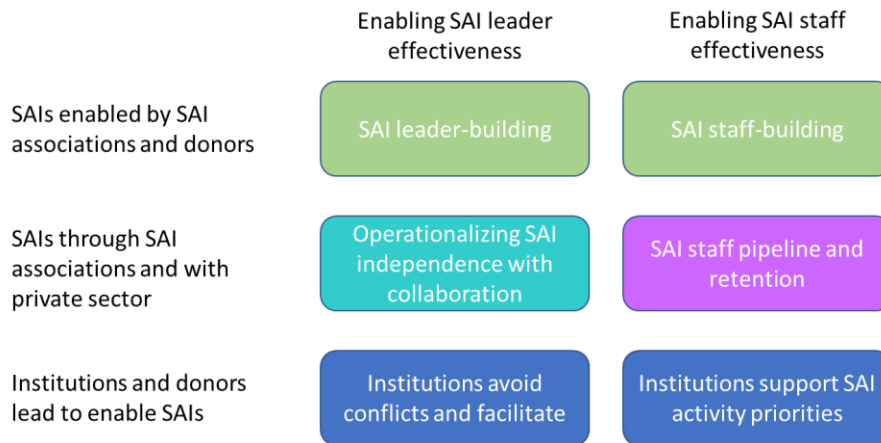 Enabling SAI leader
effectiveness
Enabling SAI staff
effectiveness
SAIs enabled by SAI
associations and donors
SAI leader-building
SAI staff-building
SAIs through SAI
associations and with
private sector
Operationalizing SAI
independence with
collaboration
SAI staff pipeline and
retention
Institutions and donors
lead to enable SAIs
Institutions avoid
conflicts and facilitate
Institutions support SAI
activity priorities